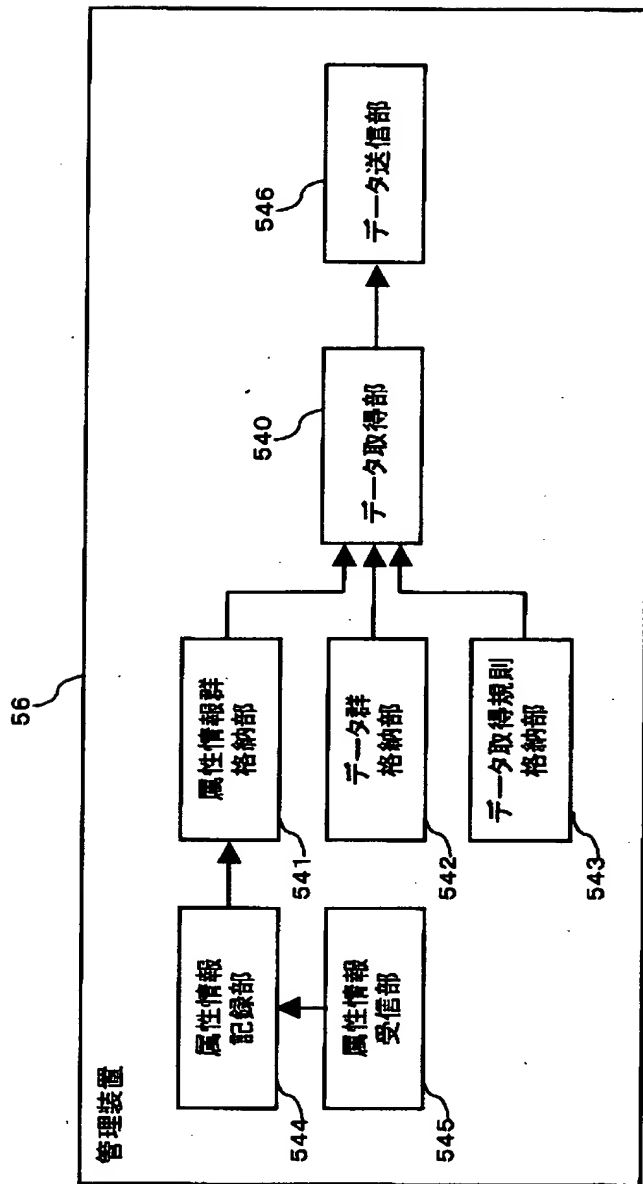 56
管理装置
544
属性情報
記録部
545
属性情報
受信部
541
属性情報群
格納部
542
データ群
格納部
543
データ取得規則
格納部
540
データ取得部
546
データ送信部